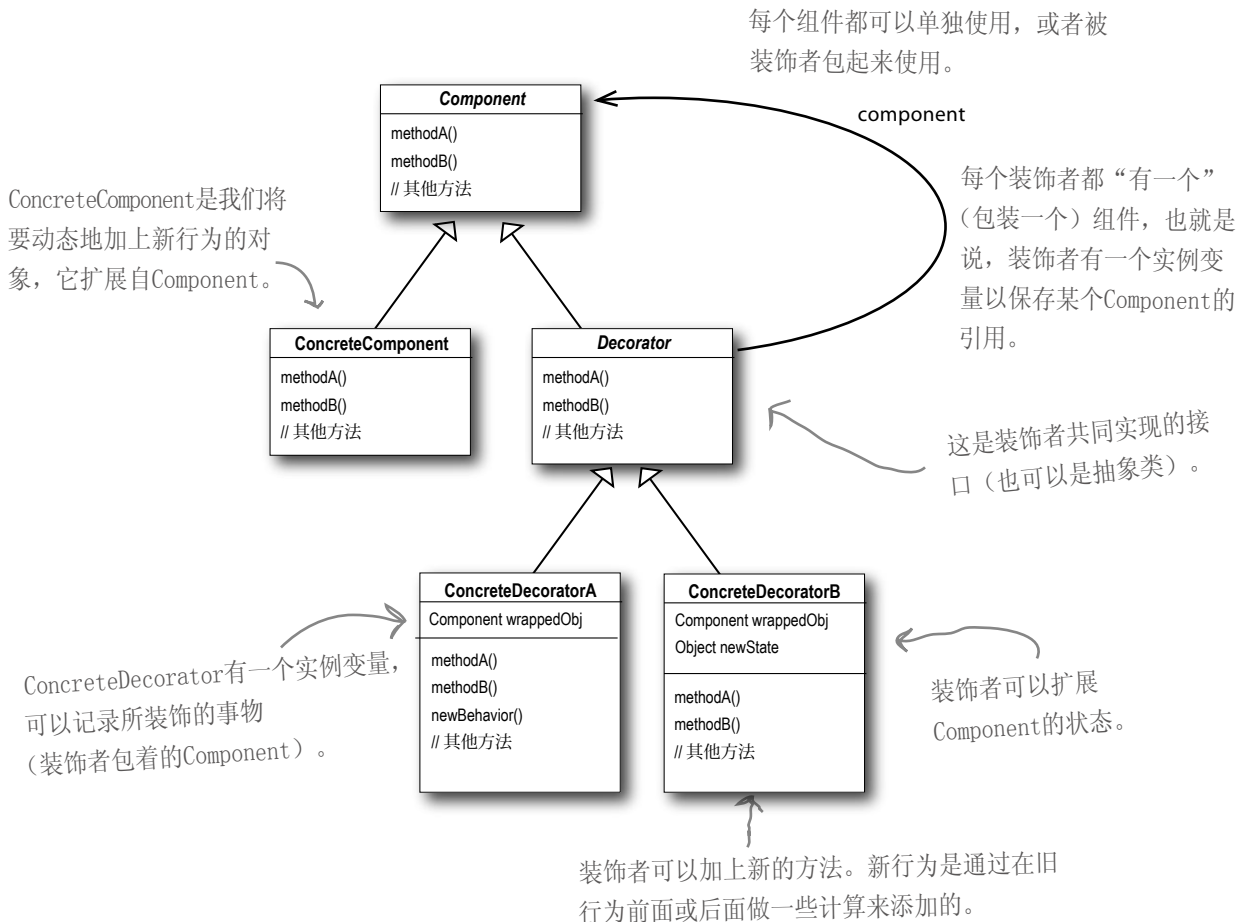 每个组件都可以单独使用，或者被
装饰者包起来使用。
Component
methodA()
methodB()
// 其他方法
component
ConcreteComponent是我们将
要动态地加上新行为的对
象，它扩展自Component。
每个装饰者都“有一个”
（包装一个）组件，也就是
说，装饰者有一个实例变
量以保存某个Component的
引用。
ConcreteComponent
methodA()
methodB()
// 其他方法
Decorator
methodA()
methodB()
// 其他方法
这是装饰者共同实现的接
口（也可以是抽象类）。
ConcreteDecoratorA
Component wrappedObj
methodA()
methodB()
newBehavior()
// 其他方法
ConcreteDecoratorB
Component wrappedObj
Object newState
methodA()
methodB()
// 其他方法
ConcreteDecorator有一个实例变量，
可以记录所装饰的事物
（装饰者包着的Component）。
装饰者可以扩展
Component的状态。
装饰者可以加上新的方法。新行为是通过在旧
行为前面或后面做一些计算来添加的。